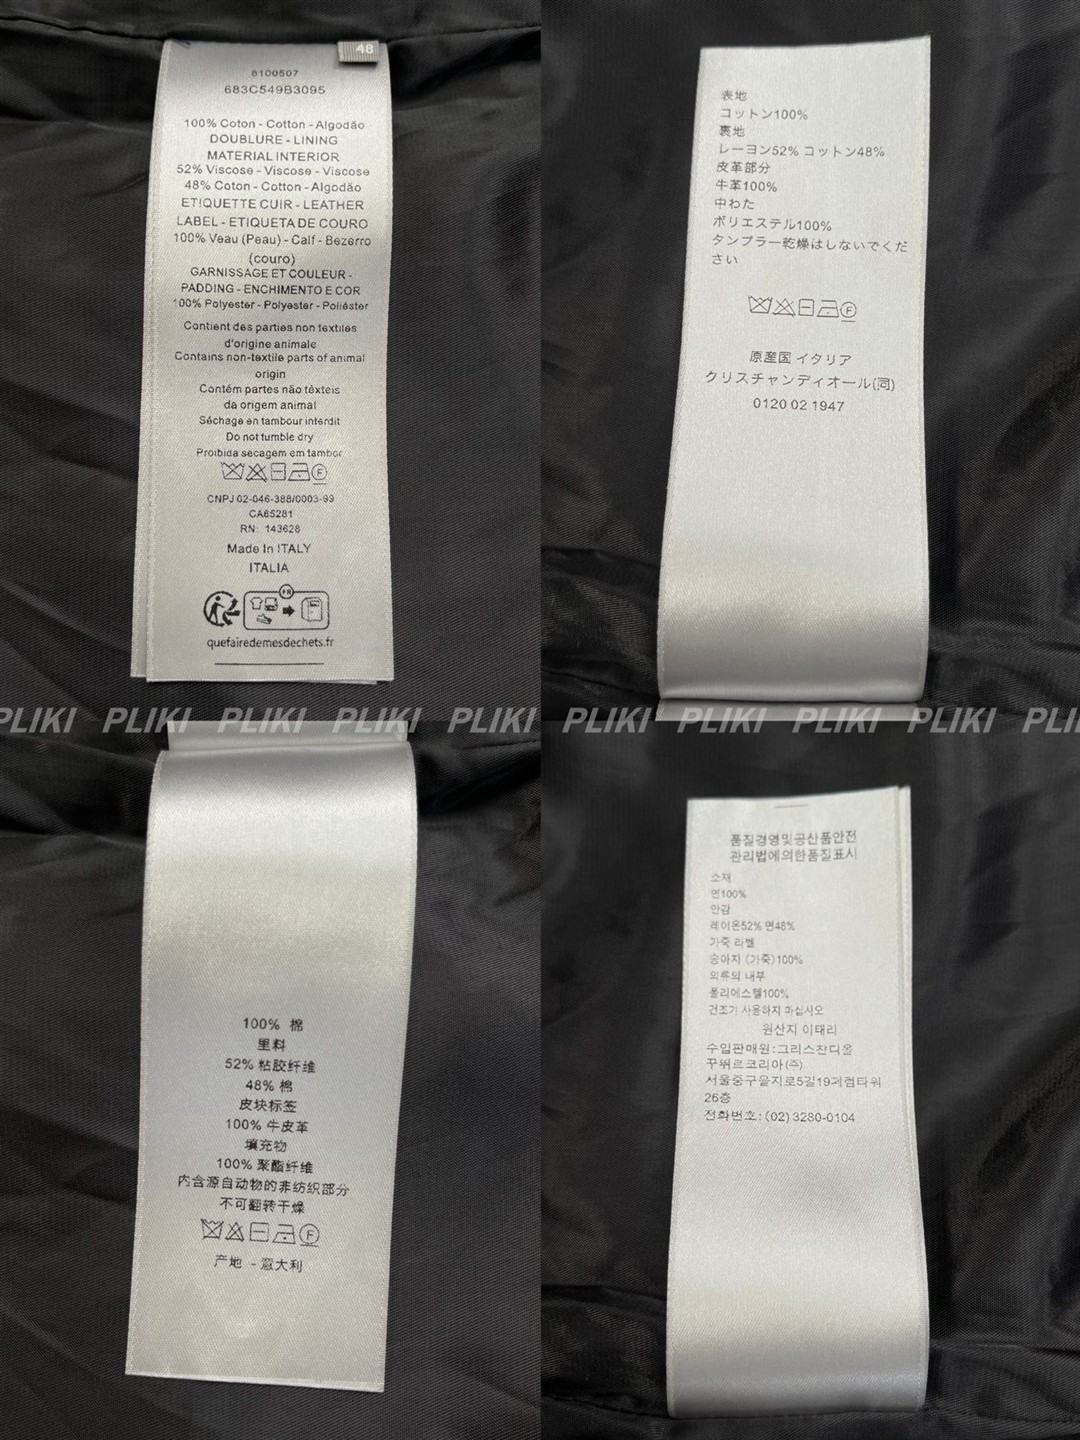 48
8100507
683C549B3095
100% Coton - Cotton - Algodão
DOUBLURE - LINING
MATERIAL INTERIOR
52% Viscose - Viscose - Viscose
48% Coton - Cotton - Algodão
ETIQUETTE CUIR - LEATHER
LABEL - ETIQUETA DE COURO
100% Veau (Peau) - Calf - Bezerro
(couro)
GARNISSAGE ET COULEUR -
PADDING - ENCHIMENTO E COR
100% Polyester - Polyester - Poliéster
Contient des parties non textiles
d'origine animale
Contains non-textile parts of animal
origin
Contém partes não têxteis
da origem animal
Séchage en tambour interdit
Do not tumble dry
Proibida secagem em tambor
F
CNPJ 02-046-388/0003-99
CA65281
RN: 143628
Made In ITALY
ITALIA
FR
quefairedemesdechets.fr
表地
コットン100%
裏地
レーヨン52% コットン48%
皮革部分
牛革100%
中わた
ポリエステル100%
タンブラー乾燥はしないでくだ
さい
F
原産国 イタリア
クリスチャンディオール(同)
0120 02 1947
PLIKI PLIKI PLIKI PLIKI PLIKI PLIKI PLIKI PLIKI PLIKI PLI
100% 棉
里料
52% 粘胶纤维
48% 棉
皮块标签
100% 牛皮革
填充物
100% 聚酯纤维
内含源自动物的非纺织部分
不可翻转干燥
F
产地 - 意大利
품질경영및공산품안전
관리법에의한품질표시
소재
면100%
안감
레이온52% 면48%
가죽 라벨
송아지 (가죽)100%
의류의 내부
폴리에스텔100%
건조기 사용하지 마십시오
원산지 이태리
수입판매원:크리스찬디올
꾸뛰르코리아(주)
서울중구을지로5길19페럼타워
26층
전화번호: (02) 3280-0104